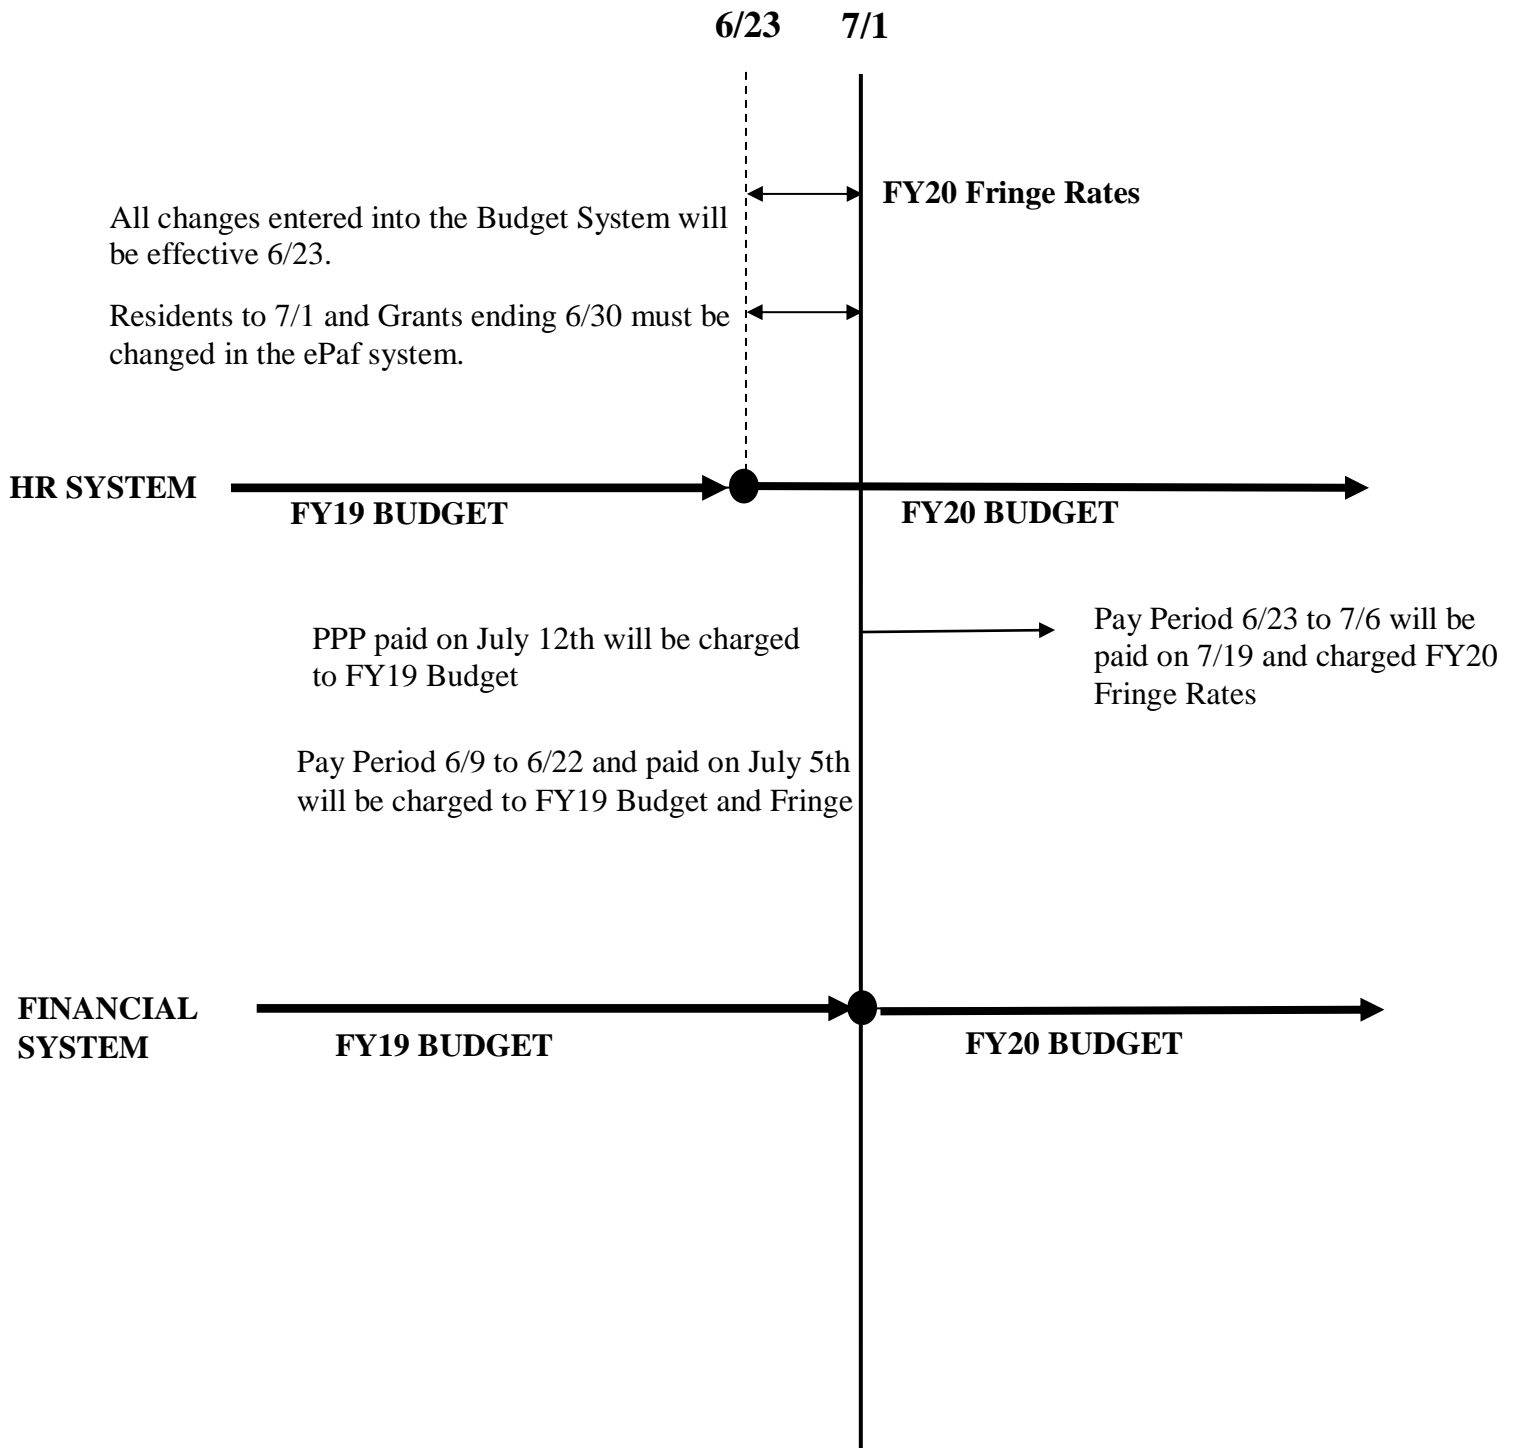 6/23 7/1
FY20 Fringe Rates
All changes entered into the Budget System will
be effective 6/23.
Residents to 7/1 and Grants ending 6/30 must be
changed in the ePaf system.
HR SYSTEM
FY19 BUDGET
FY20 BUDGET
PPP paid on July 12th will be charged
to FY19 Budget
Pay Period 6/23 to 7/6 will be
paid on 7/19 and charged FY20
Fringe Rates
Pay Period 6/9 to 6/22 and paid on July 5th
will be charged to FY19 Budget and Fringe
FINANCIAL
SYSTEM
FY19 BUDGET
FY20 BUDGET